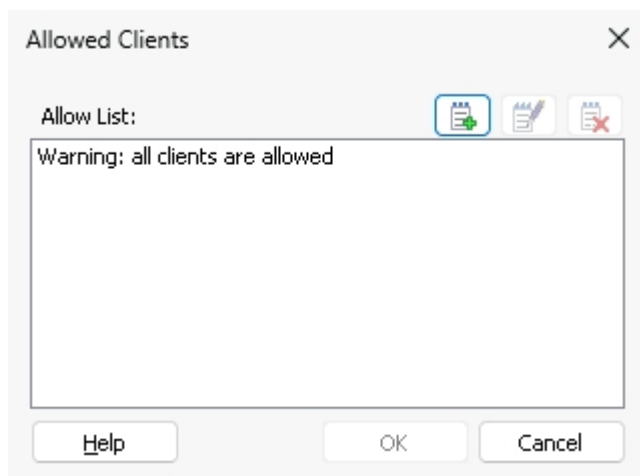 Allowed Clients
Allow List:
Warning: all clients are allowed
Help
OK
Cancel